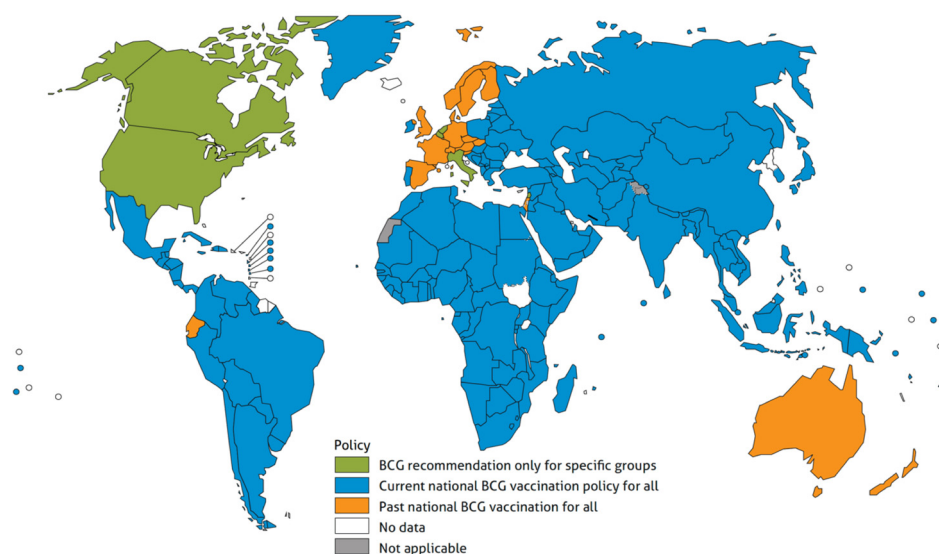 Policy
BCG recommendation only for specific groups
Current national BCG vaccination policy for all
Past national BCG vaccination for all
No data
Not applicable